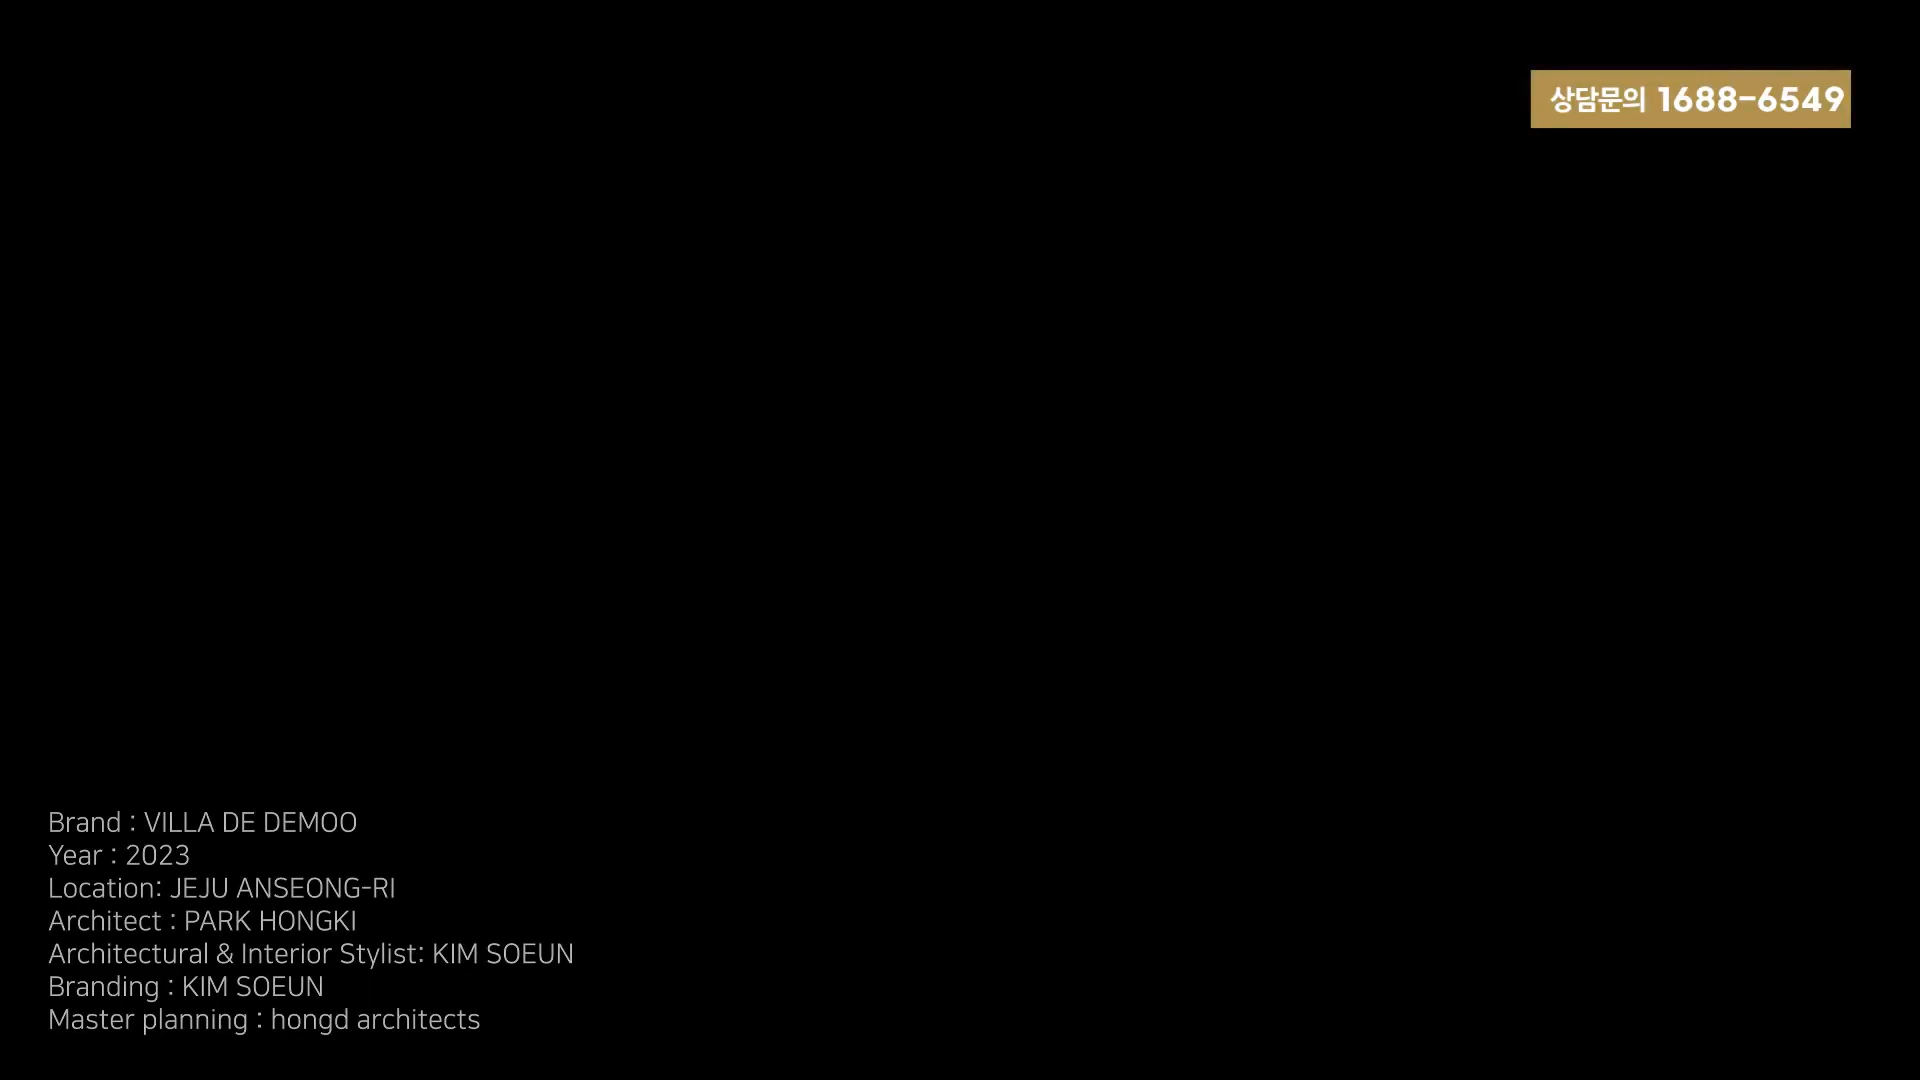 상담문의 1688-6549
Brand : VILLA DE DEMOO
Year : 2023
Location: JEJU ANSEONG-RI
Architect : PARK HONGKI
Architectural & Interior Stylist: KIM SOEUN
Branding : KIM SOEUN
Master planning : hongd architects